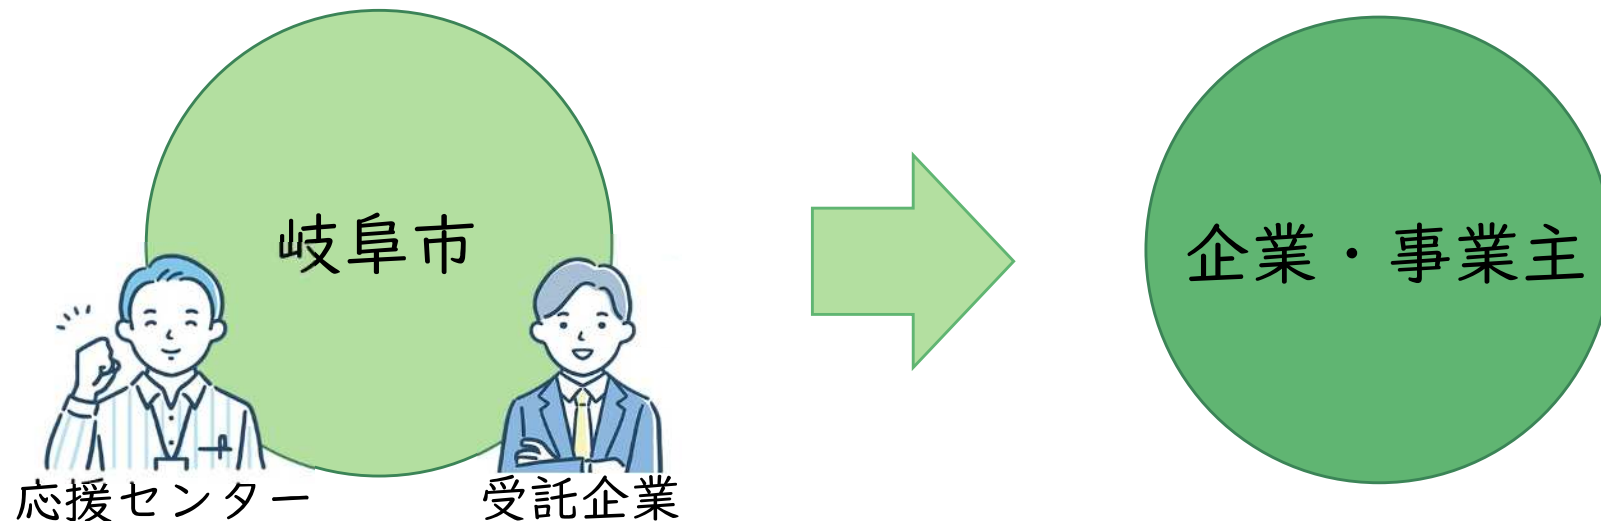 岐阜市
企業・事業主
応援センター
受託企業